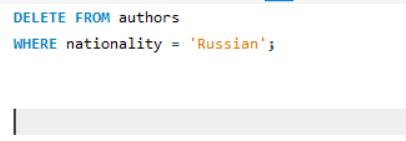 DELETE FROM authors
WHERE nationality = 'Russian';